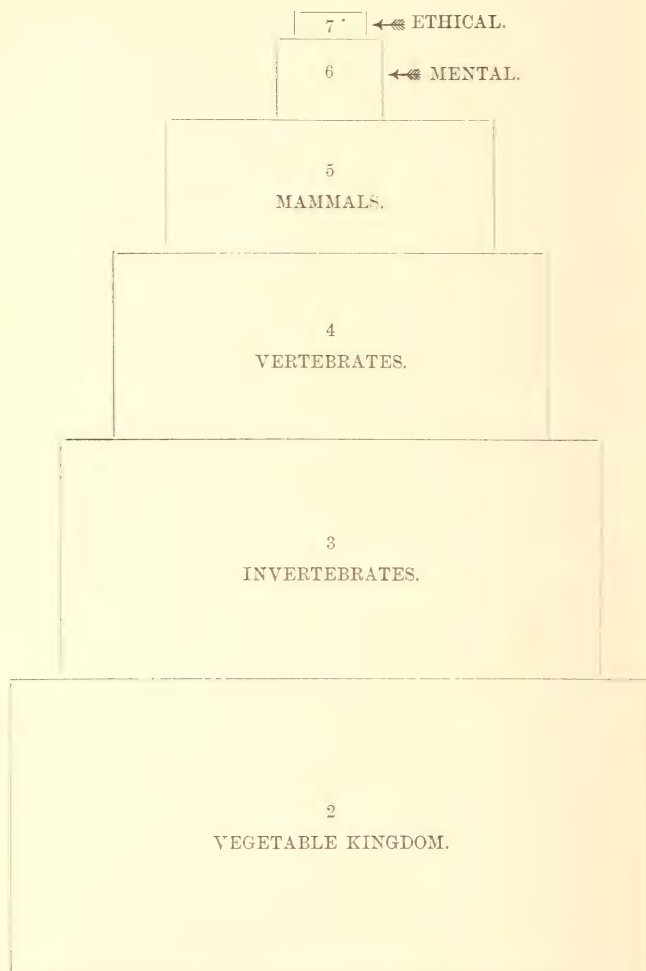 7 ETHICAL.
6 MENTAL.
5
MAMMALS.
4
VERTEBRATES.
3
INVERTEBRATES.
2
VEGETABLE KINGDOM.